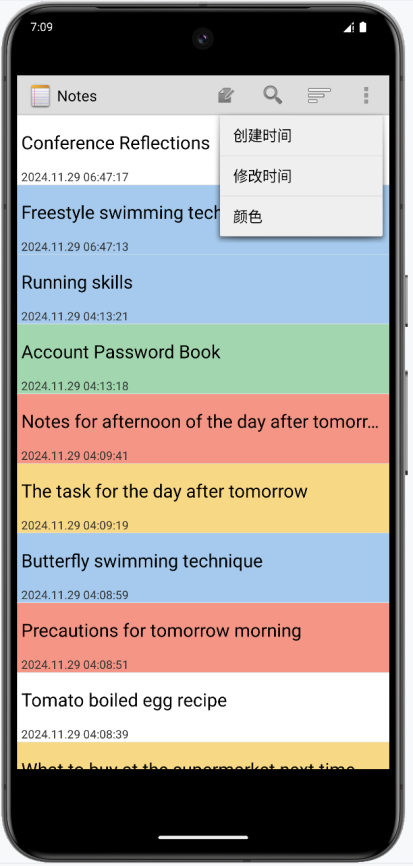 7:09
Notes
创建时间
修改时间
颜色
Conference Reflections
2024.11.29 06:47:17
Freestyle swimming tech
2024.11.29 06:47:13
Running skills
2024.11.29 04:13:21
Account Password Book
2024.11.29 04:13:18
Notes for afternoon of the day after tomorr...
2024.11.29 04:09:41
The task for the day after tomorrow
2024.11.29 04:09:19
Butterfly swimming technique
2024.11.29 04:08:59
Precautions for tomorrow morning
2024.11.29 04:08:51
Tomato boiled egg recipe
2024.11.29 04:08:39
What to buy at the supermarket next time